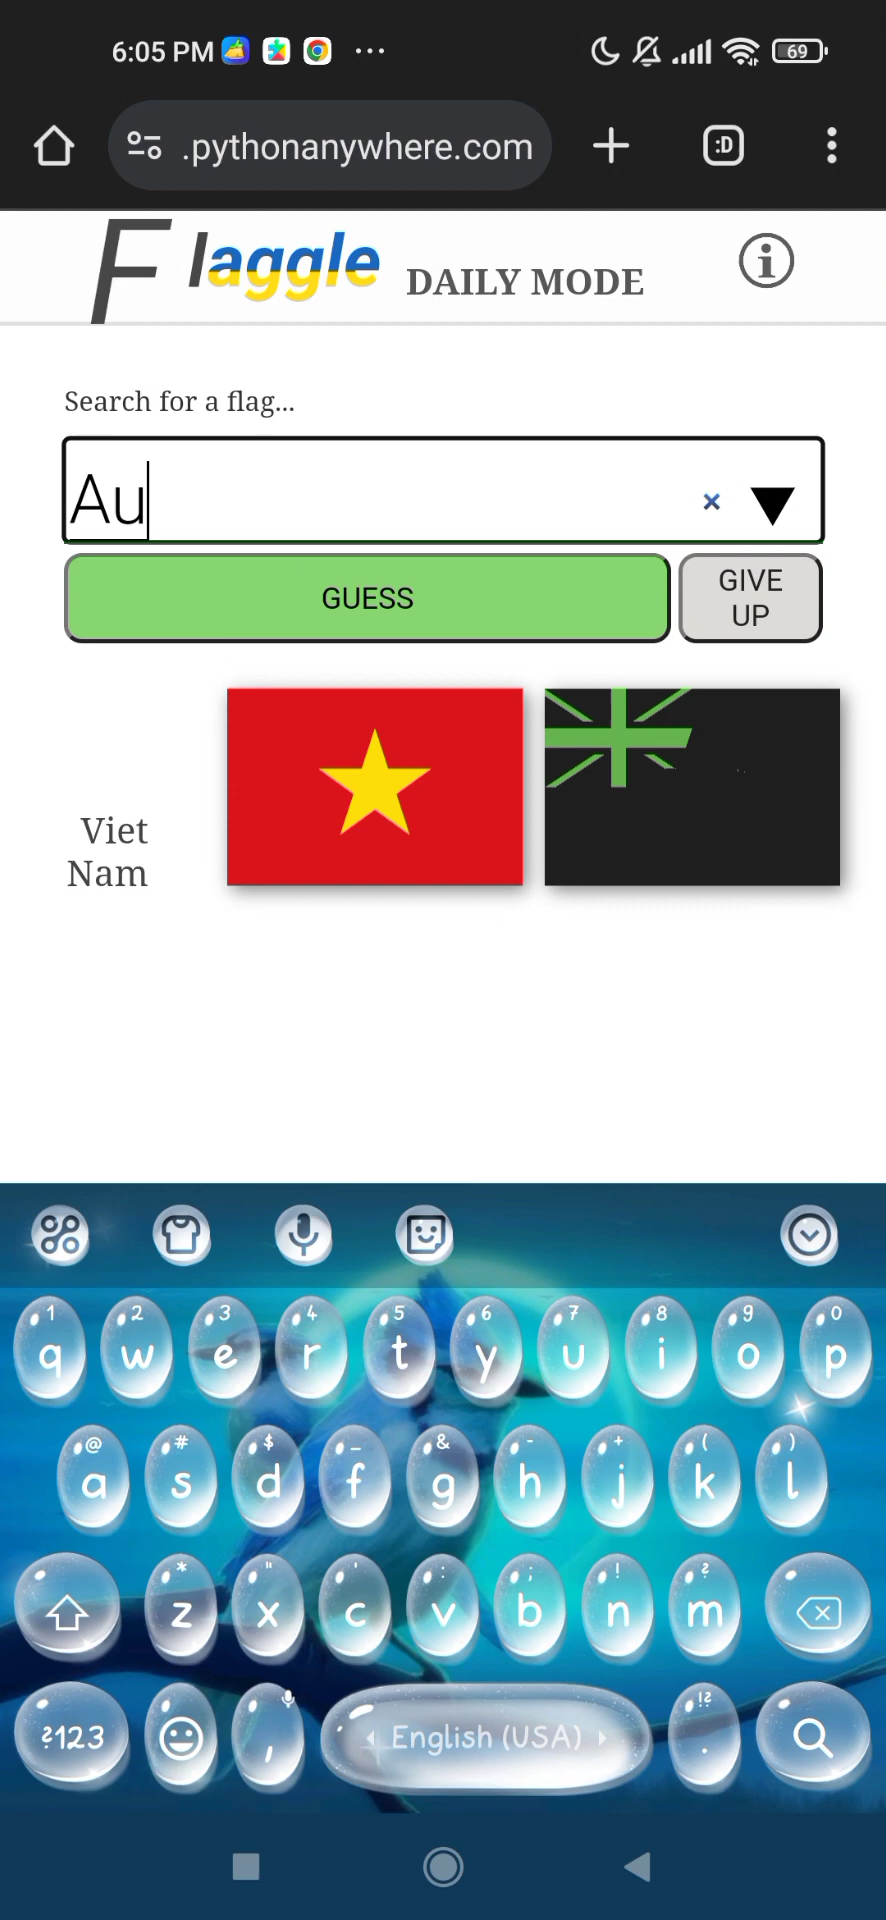 6:05 PM ... 69
.pythonanywhere.com :D
Flaggle DAILY MODE i
Search for a flag...
Au ×
GUESS
GIVE
UP
Viet
Nam
1 2 3 4 5 6 7 8 9 0
q w e r t y u i o p
@ # $ _ & - + ( )
a s d f g h j k l
* " ' : ; ! ?
z x c v b n m
?123 , English (USA) !? .